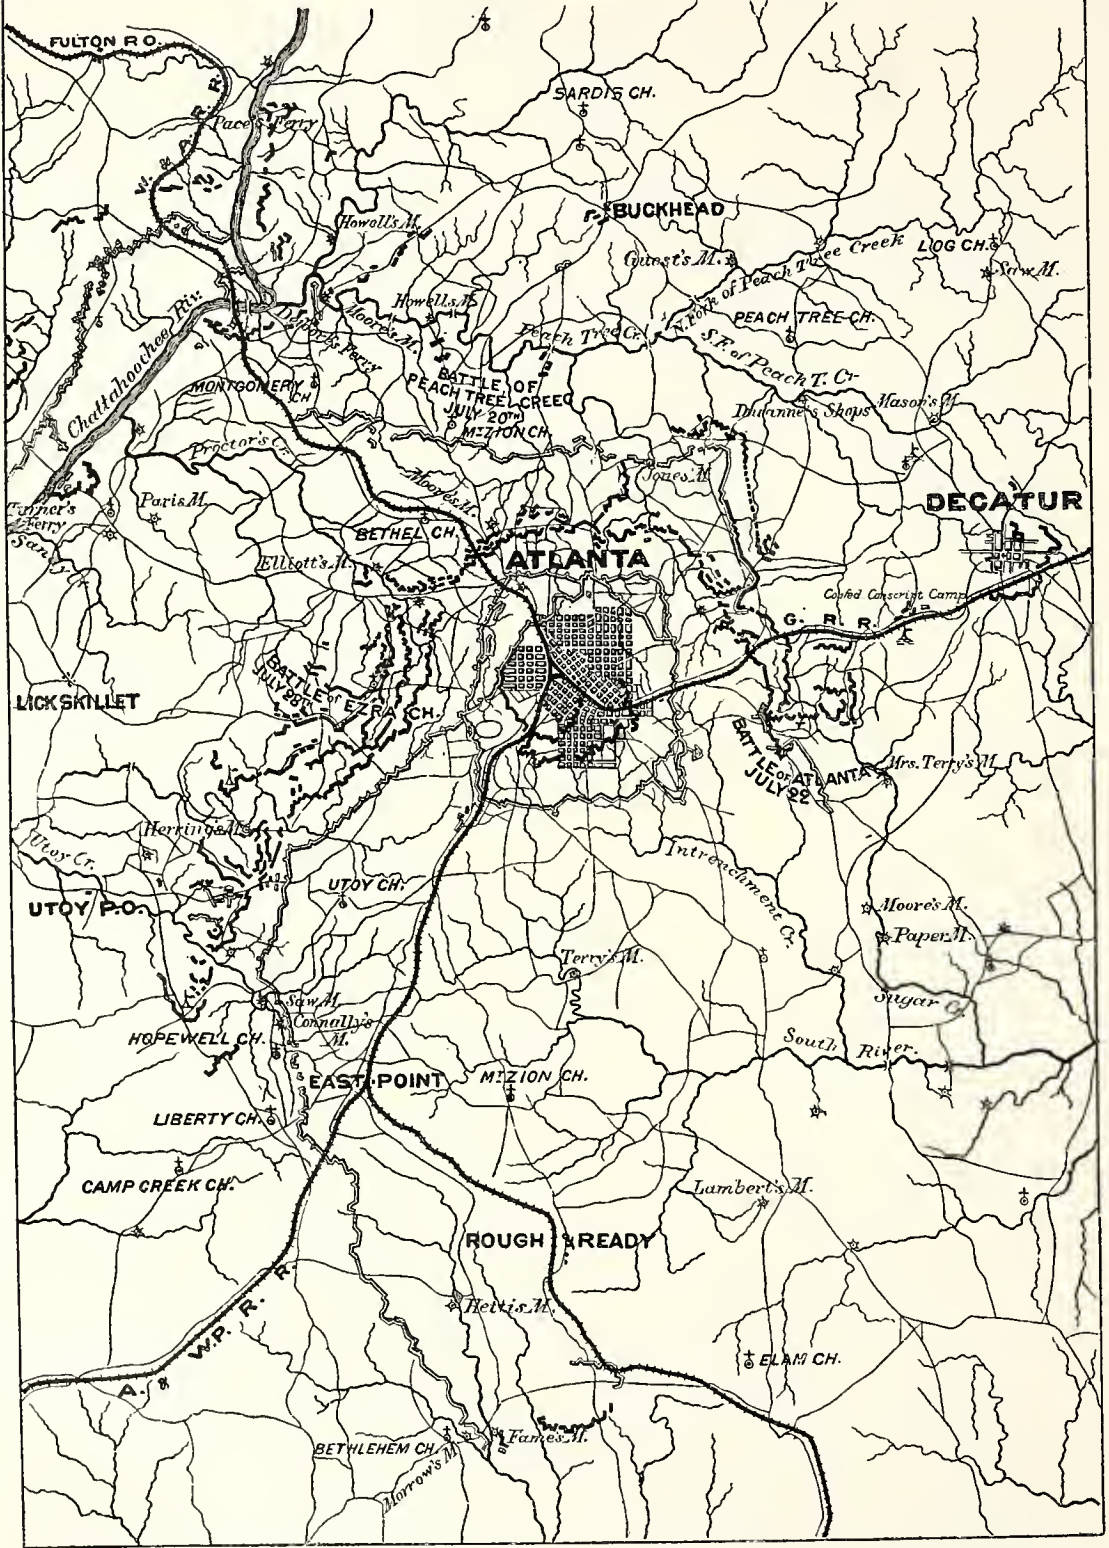 FULTON P.O.
SARDIS CH.
W. & A. R. R.
Pace's Ferry
BUCKHEAD
Howell's M.
Guest's M.
N. Fork of Peach Tree Creek
LOG CH.
Saw M.
Chattahoochee Riv.
Howell's M.
Moore's M.
Peach Tree Cr.
PEACH TREE CH.
S. F. of Peach T. Cr
MONTGOMERY CH
BATTLE OF
PEACH TREE CREEO
JULY 20TH
MT ZION CH.
Mason's M.
Proctor's Cr.
Moore's M.
Jones' M.
DECATUR
Paris M.
Ferry
San
BETHEL CH.
Elliott's M.
ATLANTA
Conscript Camp
G. R. R.
LICKSKILLET
BATTLE OF EZRA CH.
JULY 28TH
BATTLE OF ATLANTA
JULY 22
Mrs. Terry's M.
Herring's M.
Utoy Cr.
UTOY P.O.
UTOY CH.
Intrenchment Cr.
Moore's M.
Paper M.
Terry's M.
Saw M.
Connally's
M.
HOPEWELL CH.
Sugar Cr.
South River.
EAST POINT
MT ZION CH.
LIBERTY CH.
CAMP CREEK CH.
Lambert's M.
ROUGH & READY
A. & W. P. R. R.
Hettis M.
ELAM CH.
BETHLEHEM CH.
Morrow's M.
Fame's M.